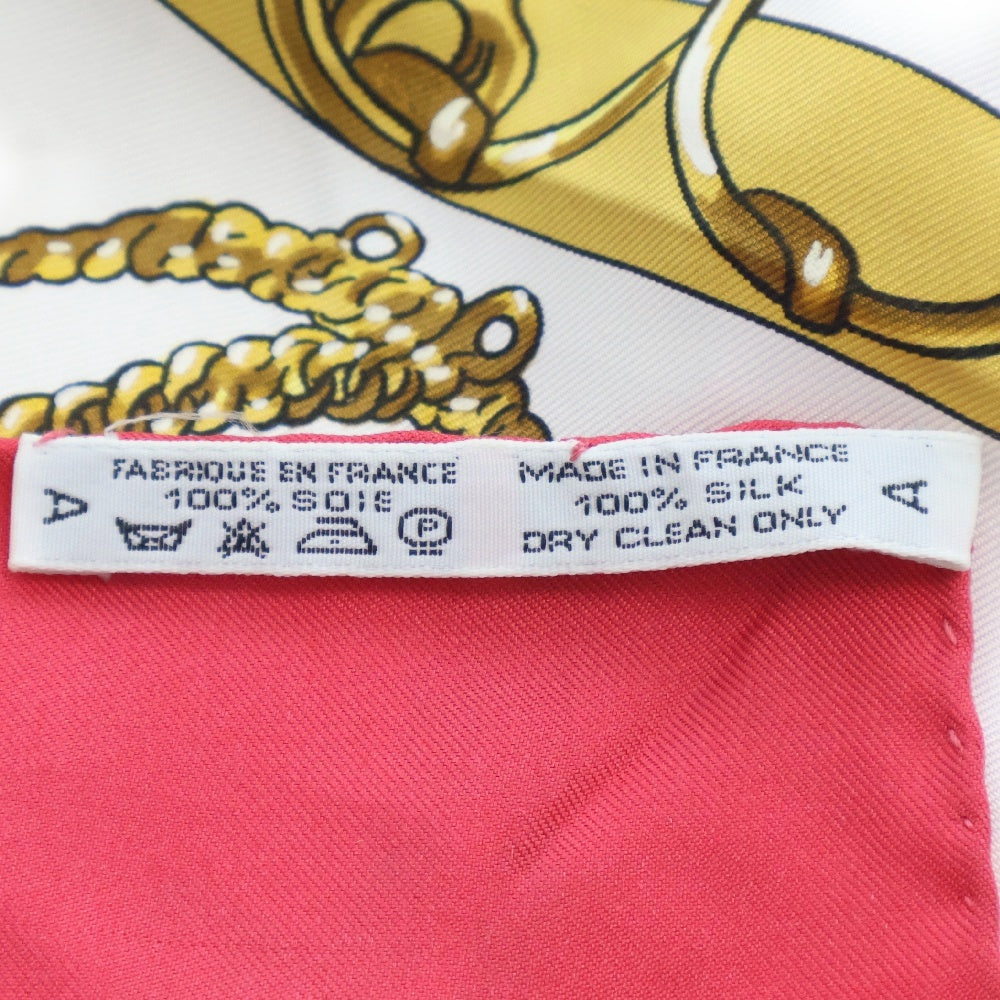 A
FABRIQUE EN FRANCE
100% SOIE
P
MADE IN FRANCE
100% SILK
DRY CLEAN ONLY
A